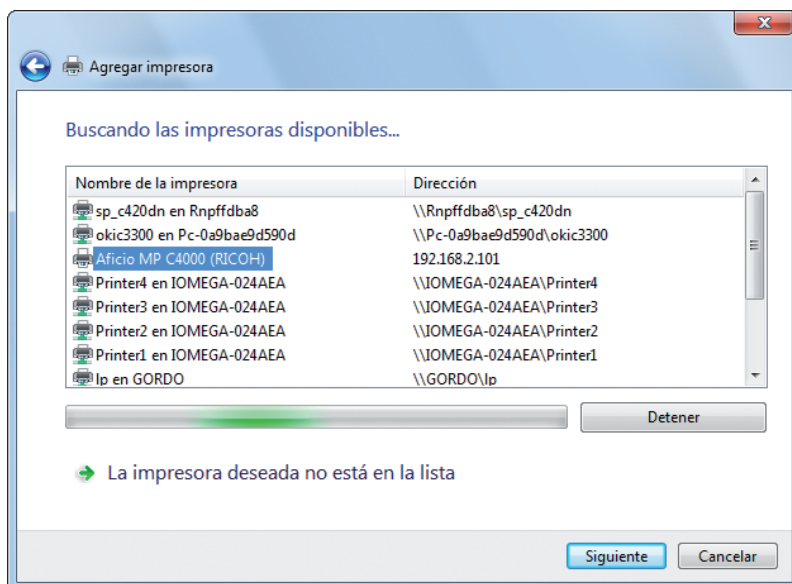 Agregar impresora
Buscando las impresoras disponibles...
Nombre de la impresora Dirección
sp_c420dn en Rnpffdba8 \\Rnpffdba8\sp_c420dn
okic3300 en Pc-0a9bae9d590d \\Pc-0a9bae9d590d\okic3300
Aficio MP C4000 (RICOH) 192.168.2.101
Printer4 en IOMEGA-024AEA \\IOMEGA-024AEA\Printer4
Printer3 en IOMEGA-024AEA \\IOMEGA-024AEA\Printer3
Printer2 en IOMEGA-024AEA \\IOMEGA-024AEA\Printer2
Printer1 en IOMEGA-024AEA \\IOMEGA-024AEA\Printer1
lp en GORDO \\GORDO\lp
Detener
La impresora deseada no está en la lista
Siguiente Cancelar